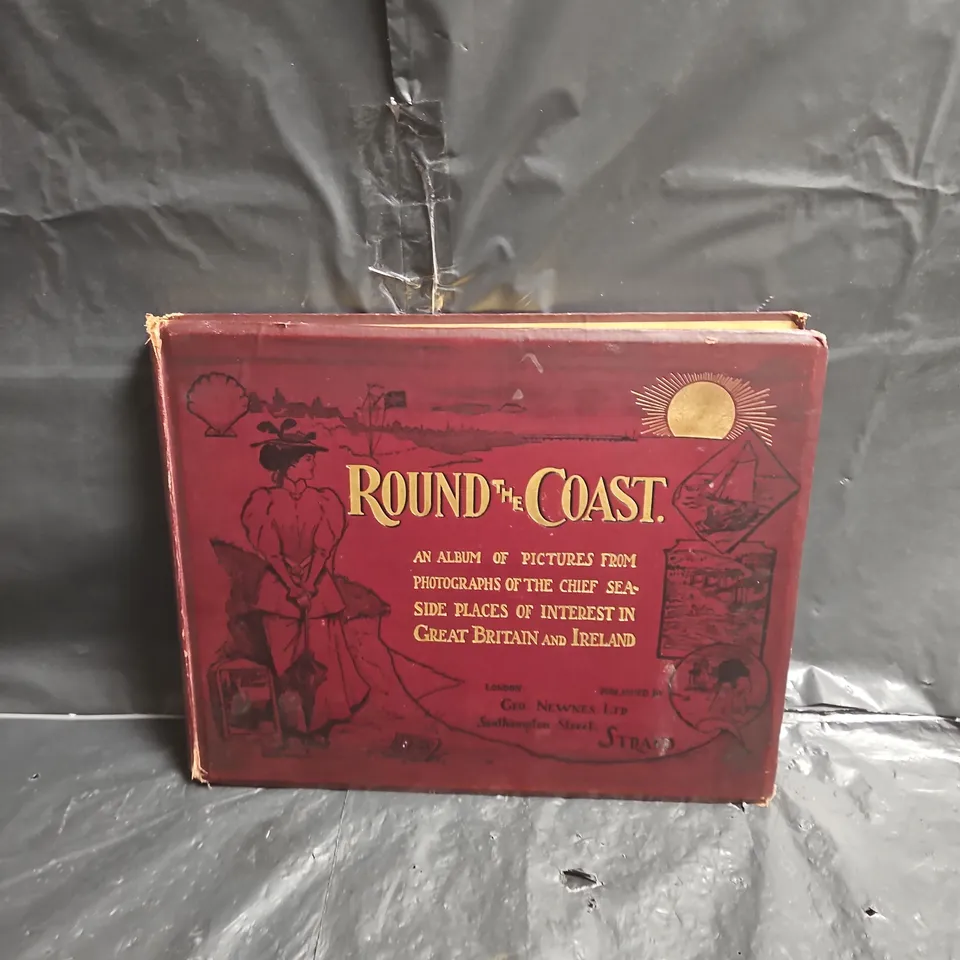 ROUND THE COAST.
AN ALBUM OF PICTURES FROM
PHOTOGRAPHS OF THE CHIEF SEA-
SIDE PLACES OF INTEREST IN
GREAT BRITAIN AND IRELAND
LONDON PUBLISHED BY
GEO. NEWNES LTD
Southampton Street
STRAND